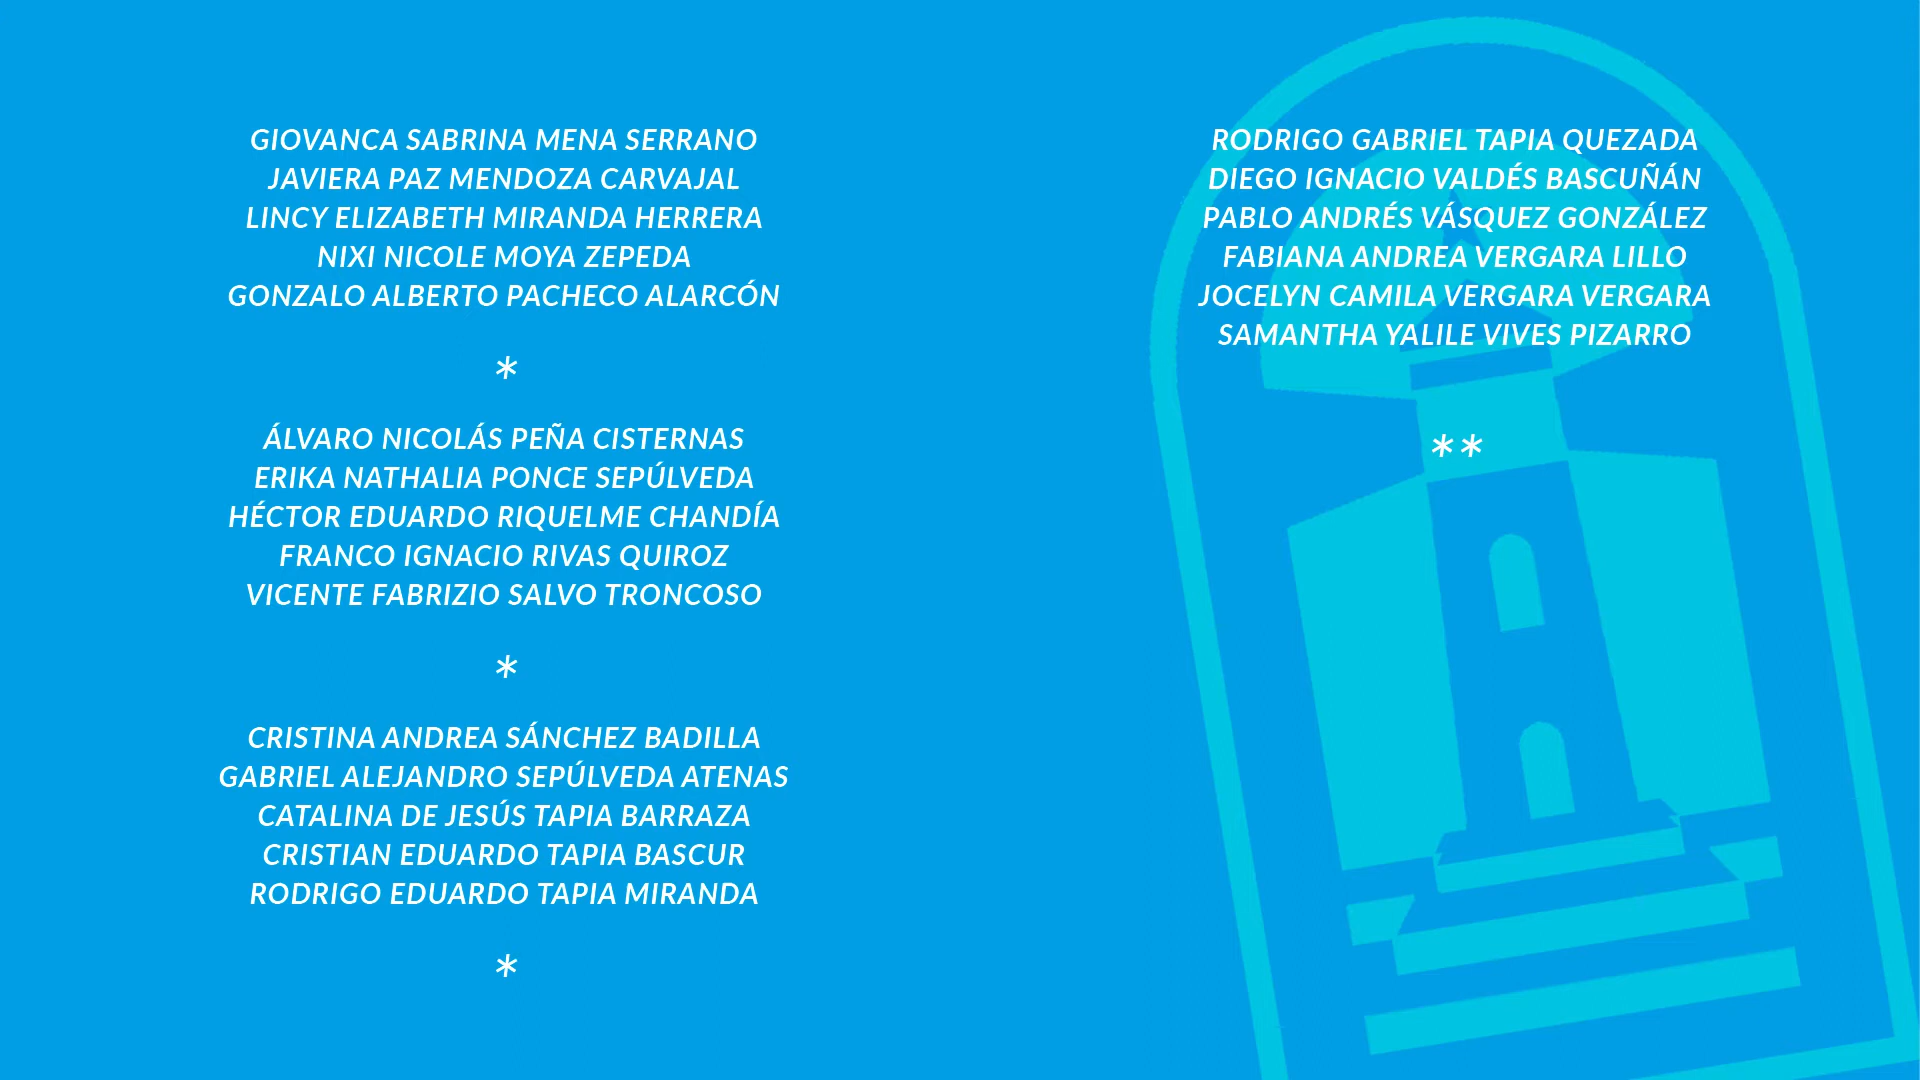 GIOVANCA SABRINA MENA SERRANO
JAVIERA PAZ MENDOZA CARVAJAL
LINCY ELIZABETH MIRANDA HERRERA
NIXI NICOLE MOYA ZEPEDA
GONZALO ALBERTO PACHECO ALARCÓN
*
ÁLVARO NICOLÁS PEÑA CISTERNAS
ERIKA NATHALIA PONCE SEPÚLVEDA
HÉCTOR EDUARDO RIQUELME CHANDÍA
FRANCO IGNACIO RIVAS QUIROZ
VICENTE FABRIZIO SALVO TRONCOSO
*
CRISTINA ANDREA SÁNCHEZ BADILLA
GABRIEL ALEJANDRO SEPÚLVEDA ATENAS
CATALINA DE JESÚS TAPIA BARRAZA
CRISTIAN EDUARDO TAPIA BASCUR
RODRIGO EDUARDO TAPIA MIRANDA
*
RODRIGO GABRIEL TAPIA QUEZADA
DIEGO IGNACIO VALDÉS BASCUÑÁN
PABLO ANDRÉS VÁSQUEZ GONZÁLEZ
FABIANA ANDREA VERGARA LILLO
JOCELYN CAMILA VERGARA VERGARA
SAMANTHA YALILE VIVES PIZARRO
**